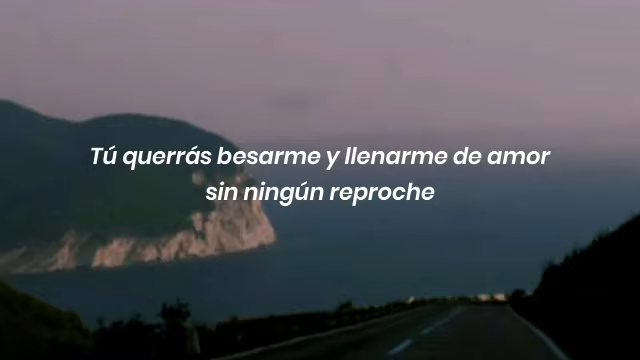 Tú querrás besarme y llenarme de amor
sin ningún reproche